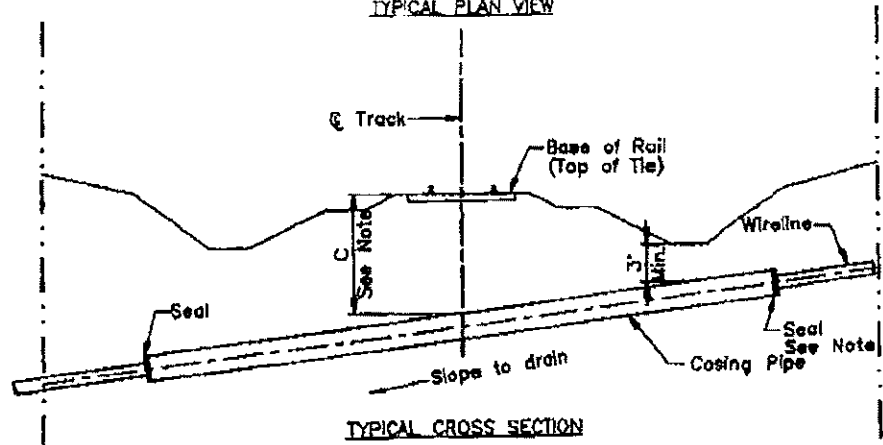 TYPICAL PLAN VIEW
℄ Track
Base of Rail
(Top of Tie)
Wireline
C
See Note
3'
Min.
Seal
Seal
See Note
Casing Pipe
Slope to drain
TYPICAL CROSS SECTION